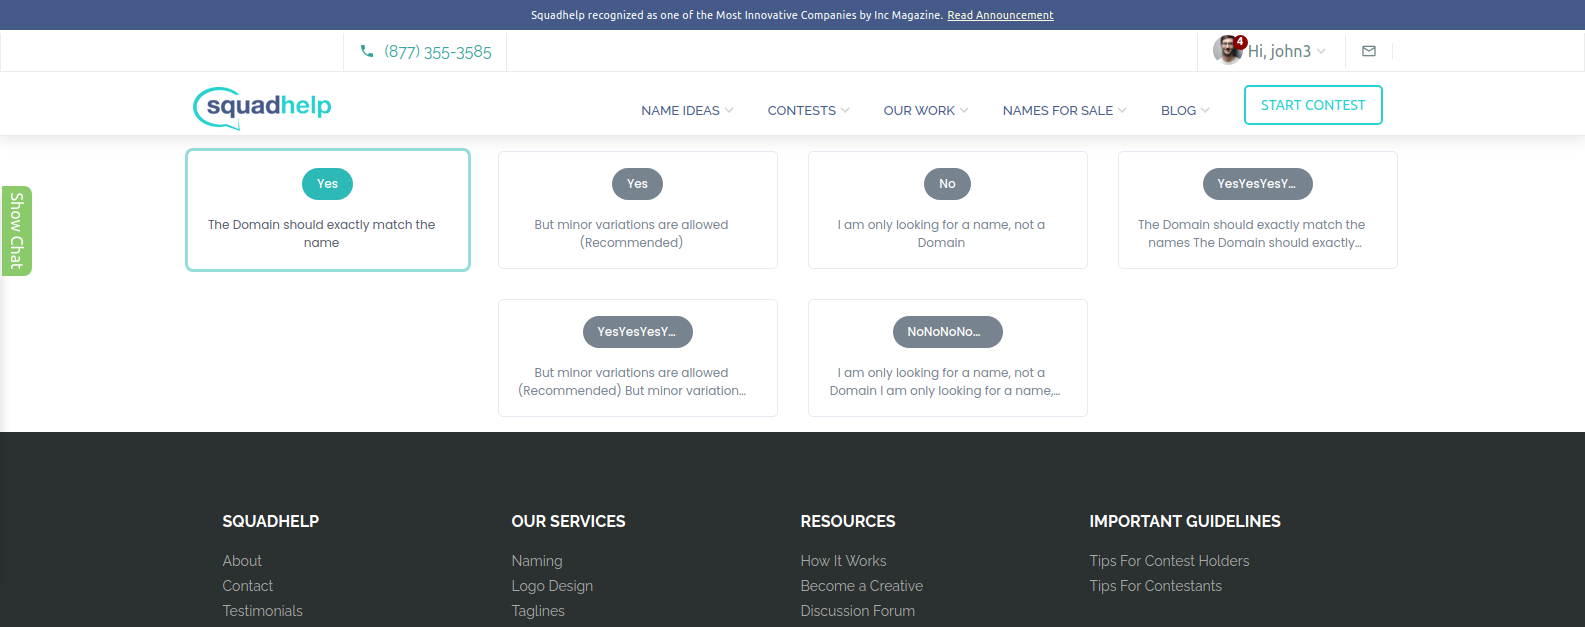 Squadhelp recognized as one of the Most Innovative Companies by Inc Magazine. Read Announcement
(877) 355-3585
4
Hi, john3
squadhelp
NAME IDEAS
CONTESTS
OUR WORK
NAMES FOR SALE
BLOG
START CONTEST
Show Chat
Yes
The Domain should exactly match the
name
Yes
But minor variations are allowed
(Recommended)
No
I am only looking for a name, not a
Domain
YesYesYesY...
The Domain should exactly match the
names The Domain should exactly...
YesYesYesY...
But minor variations are allowed
(Recommended) But minor variation...
NoNoNoNo...
I am only looking for a name, not a
Domain I am only looking for a name,...
SQUADHELP
About
Contact
Testimonials
OUR SERVICES
Naming
Logo Design
Taglines
RESOURCES
How It Works
Become a Creative
Discussion Forum
IMPORTANT GUIDELINES
Tips For Contest Holders
Tips For Contestants